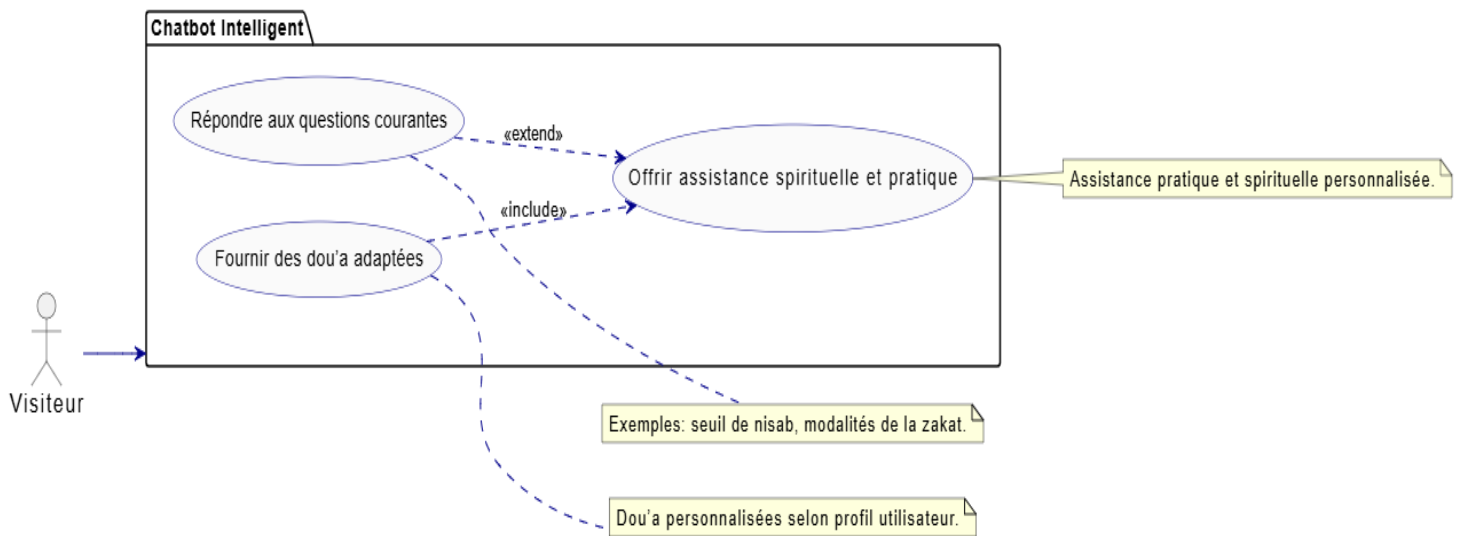 Chatbot Intelligent
Répondre aux questions courantes
«extend»
Offrir assistance spirituelle et pratique
Assistance pratique et spirituelle personnalisée.
«include»
Fournir des dou'a adaptées
Visiteur
Exemples: seuil de nisab, modalités de la zakat.
Dou'a personnalisées selon profil utilisateur.